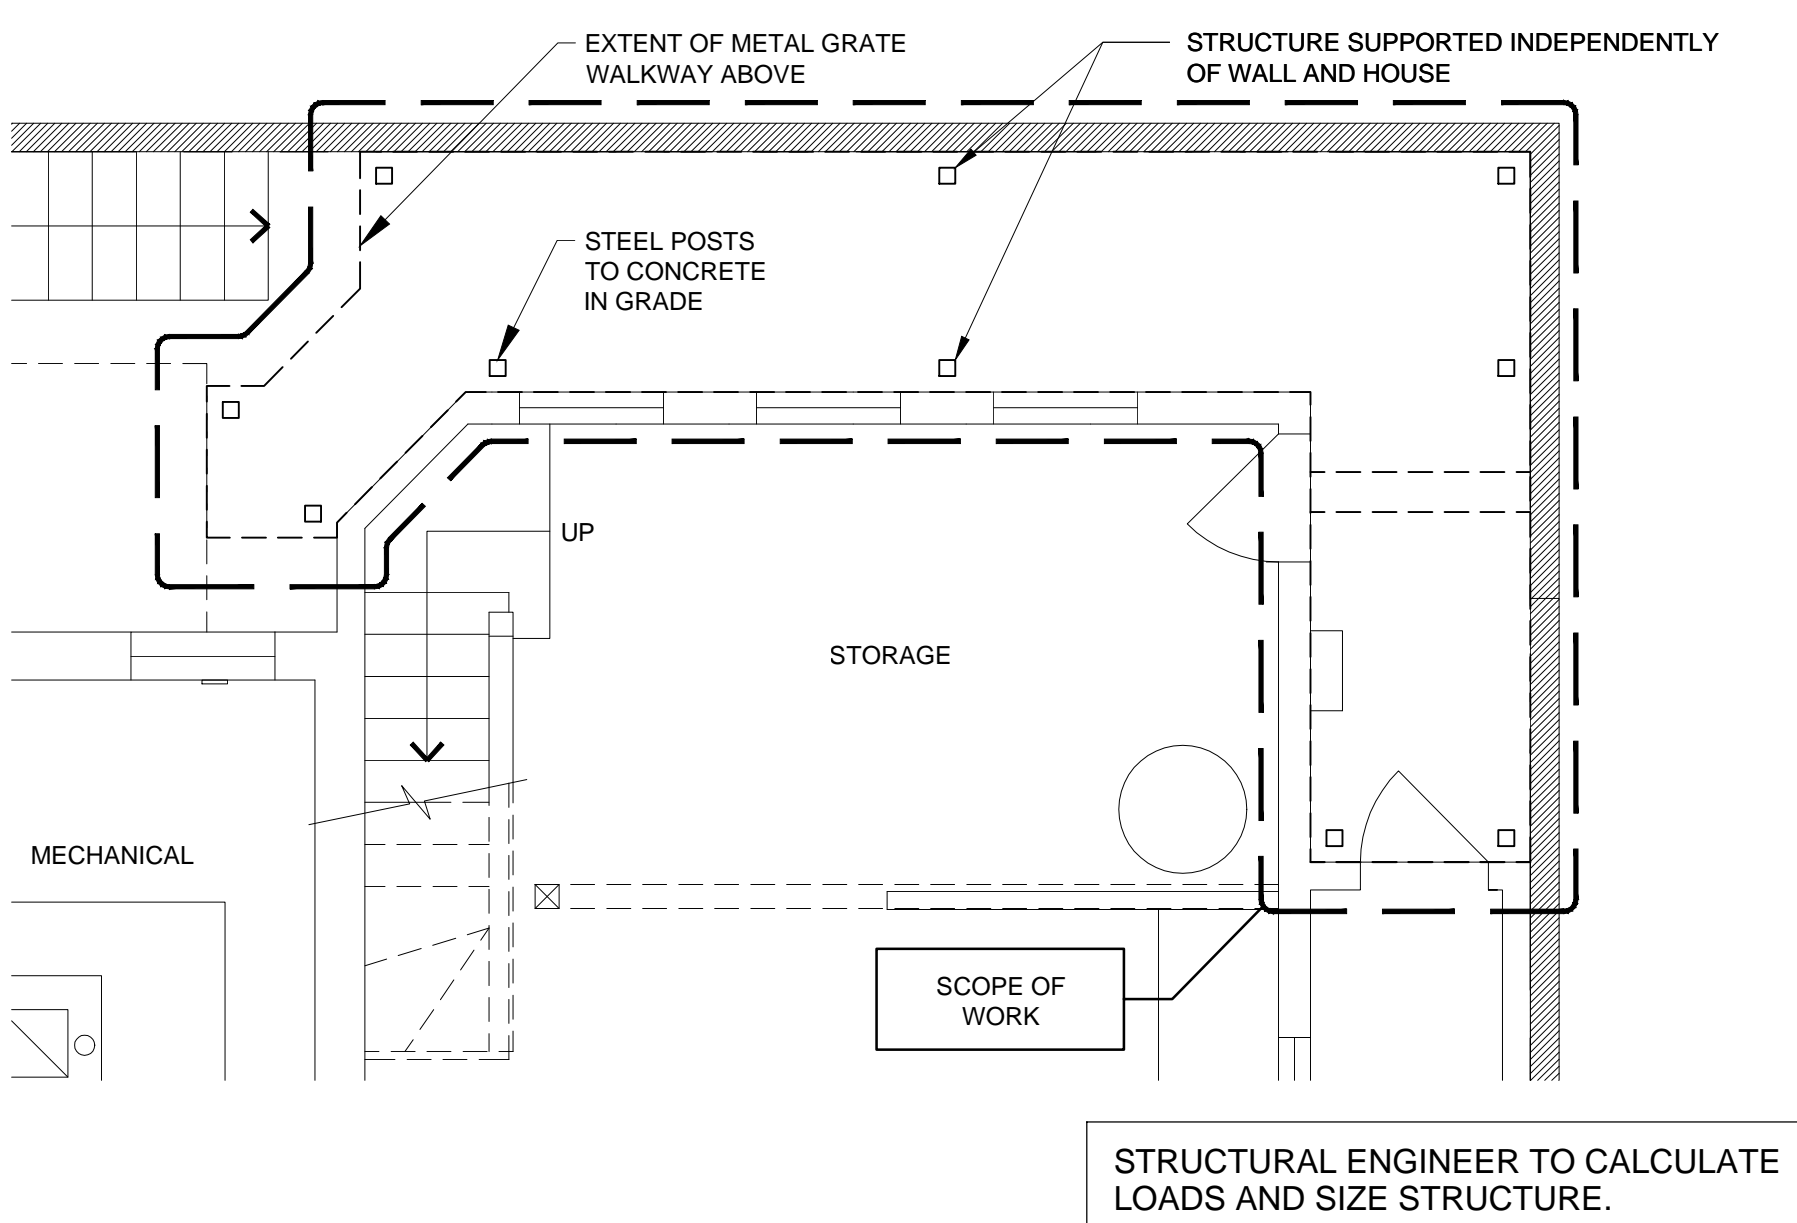 EXTENT OF METAL GRATE
WALKWAY ABOVE
STRUCTURE SUPPORTED INDEPENDENTLY
OF WALL AND HOUSE
STEEL POSTS
TO CONCRETE
IN GRADE
UP
STORAGE
MECHANICAL
SCOPE OF
WORK
STRUCTURAL ENGINEER TO CALCULATE
LOADS AND SIZE STRUCTURE.